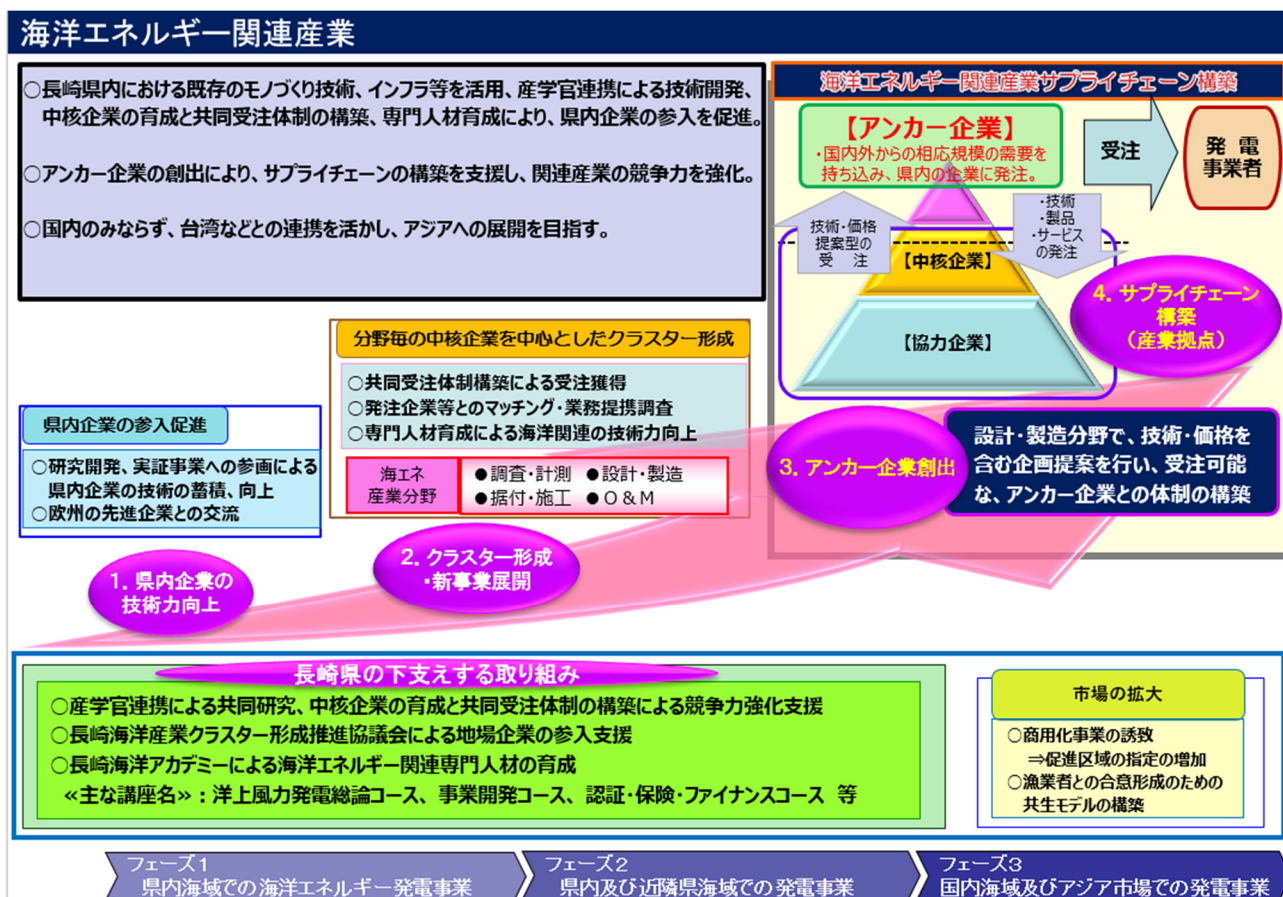 海洋エネルギー関連産業
○長崎県内における既存のモノづくり技術、インフラ等を活用、産学官連携による技術開発、
中核企業の育成と共同受注体制の構築、専門人材育成により、県内企業の参入を促進。
○アンカー企業の創出により、サプライチェーンの構築を支援し、関連産業の競争力を強化。
○国内のみならず、台湾などとの連携を活かし、アジアへの展開を目指す。
海洋エネルギー関連産業サプライチェーン構築
【アンカー企業】
・国内外からの相応規模の需要を
持ち込み、県内の企業に発注。
受注
発 電
事業者
技術・価格
提案型の
受 注
・技術
・製品
・サービス
の発注
【中核企業】
【協力企業】
4. サプライチェーン
構築
（産業拠点）
分野毎の中核企業を中心としたクラスター形成
○共同受注体制構築による受注獲得
○発注企業等とのマッチング・業務提携調査
○専門人材育成による海洋関連の技術力向上
海エネ
産業分野
●調査・計測 ●設計・製造
●据付・施工 ●O＆M
県内企業の参入促進
○研究開発、実証事業への参画による
県内企業の技術の蓄積、向上
○欧州の先進企業との交流
3. アンカー企業創出
設計・製造分野で、技術・価格を
含む企画提案を行い、受注可能
な、アンカー企業との体制の構築
1. 県内企業の
技術力向上
2. クラスター形成
・新事業展開
長崎県の下支えする取り組み
○産学官連携による共同研究、中核企業の育成と共同受注体制の構築による競争力強化支援
○長崎海洋産業クラスター形成推進協議会による地場企業の参入支援
○長崎海洋アカデミーによる海洋エネルギー関連専門人材の育成
≪主な講座名≫：洋上風力発電総論コース、事業開発コース、認証・保険・ファイナンスコース 等
市場の拡大
○商用化事業の誘致
⇒促進区域の指定の増加
○漁業者との合意形成のための
共生モデルの構築
フェーズ1
県内海域での海洋エネルギー発電事業
フェーズ2
県内及び近隣県海域での発電事業
フェーズ3
国内海域及びアジア市場での発電事業